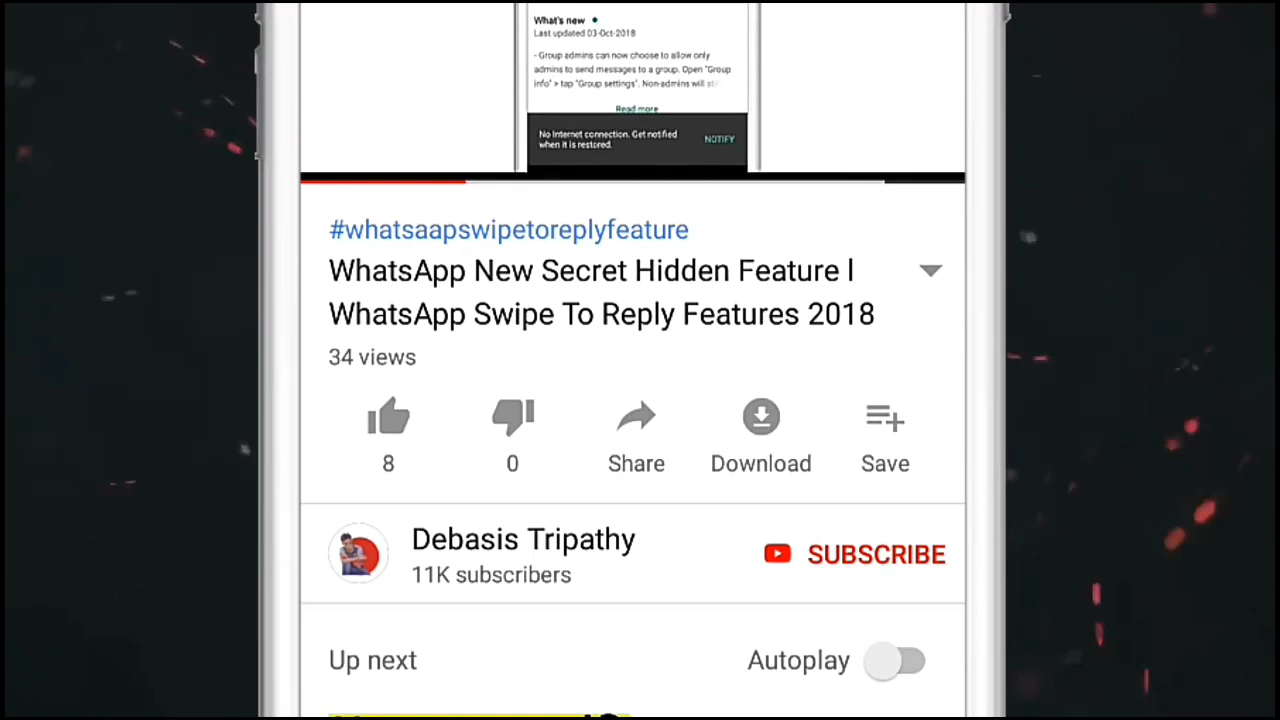 What's new
Last updated 03-Oct-2018
- Group admins can now choose to allow only
admins to send messages to a group. Open "Group
info" > tap "Group settings". Non-admins will
Read more
No Internet connection. Get notified
when it is restored.
NOTIFY
#whatsaapswipetoreplyfeature
WhatsApp New Secret Hidden Feature l
WhatsApp Swipe To Reply Features 2018
34 views
8
0
Share
Download
Save
Debasis Tripathy
11K subscribers
SUBSCRIBE
Up next
Autoplay